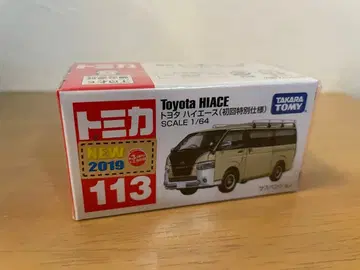 Toyota HIACE
トヨタ ハイエース(初回特別仕様)
SCALE 1/64
TAKARA
TOMY
トミカ
NEW
2019
113